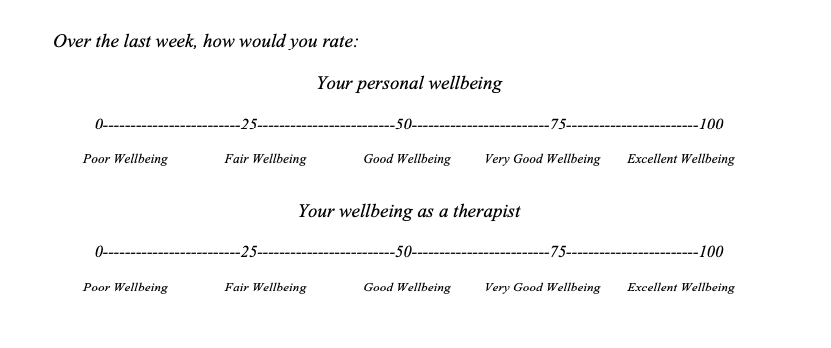 Over the last week, how would you rate:
Your personal wellbeing
0-------------------------25-------------------------50-------------------------75------------------------100
Poor Wellbeing Fair Wellbeing Good Wellbeing Very Good Wellbeing Excellent Wellbeing
Your wellbeing as a therapist
0-------------------------25-------------------------50-------------------------75------------------------100
Poor Wellbeing Fair Wellbeing Good Wellbeing Very Good Wellbeing Excellent Wellbeing